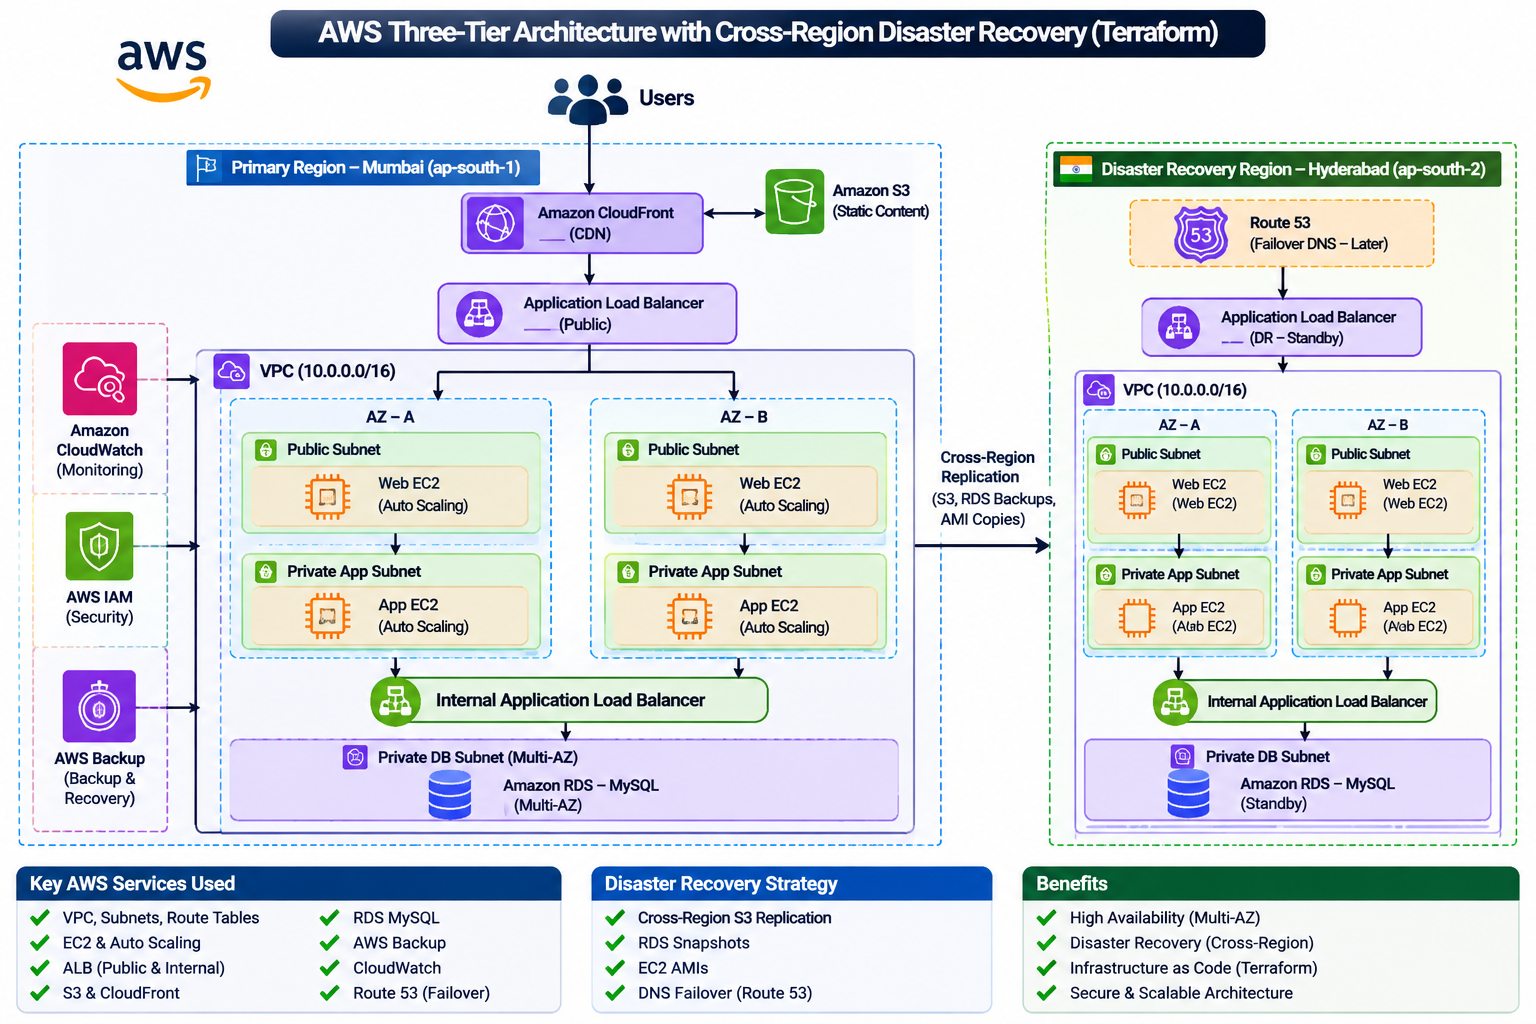 AWS Three-Tier Architecture with Cross-Region Disaster Recovery (Terraform)
aws
Users
Primary Region – Mumbai (ap-south-1)
Amazon CloudFront
(CDN)
Amazon S3
(Static Content)
Application Load Balancer
(Public)
Amazon
CloudWatch
(Monitoring)
AWS IAM
(Security)
AWS Backup
(Backup &
Recovery)
VPC (10.0.0.0/16)
AZ – A
Public Subnet
Web EC2
(Auto Scaling)
Private App Subnet
App EC2
(Auto Scaling)
AZ – B
Public Subnet
Web EC2
(Auto Scaling)
Private App Subnet
App EC2
(Auto Scaling)
Internal Application Load Balancer
Private DB Subnet (Multi-AZ)
Amazon RDS – MySQL
(Multi-AZ)
Cross-Region
Replication
(S3, RDS Backups,
AMI Copies)
Disaster Recovery Region – Hyderabad (ap-south-2)
53
Route 53
(Failover DNS – Later)
Application Load Balancer
(DR – Standby)
VPC (10.0.0.0/16)
AZ – A
Public Subnet
Web EC2
(Web EC2)
Private App Subnet
App EC2
EC2)
AZ – B
Public Subnet
Web EC2
(Web EC2)
Private App Subnet
App EC2
EC2)
Internal Application Load Balancer
Private DB Subnet
Amazon RDS – MySQL
(Standby)
Key AWS Services Used
VPC, Subnets, Route Tables
EC2 & Auto Scaling
ALB (Public & Internal)
S3 & CloudFront
RDS MySQL
AWS Backup
CloudWatch
Route 53 (Failover)
Disaster Recovery Strategy
Cross-Region S3 Replication
RDS Snapshots
EC2 AMIs
DNS Failover (Route 53)
Benefits
High Availability (Multi-AZ)
Disaster Recovery (Cross-Region)
Infrastructure as Code (Terraform)
Secure & Scalable Architecture